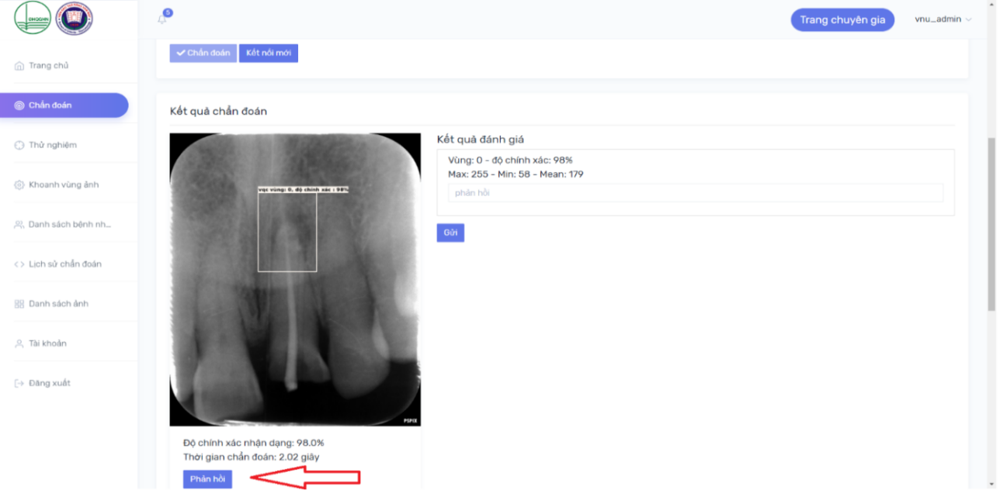 ĐHQGHN
5
Trang chuyên gia
vnu_admin
Trang chủ
Chẩn đoán
Thử nghiệm
Khoanh vùng ảnh
Danh sách bệnh nh...
Lịch sử chẩn đoán
Danh sách ảnh
Tài khoản
Đăng xuất
Chẩn đoán
Kết nối mới
Kết quả chẩn đoán
vqc vùng: 0, độ chính xác : 98%
PSPIX
Độ chính xác nhận dạng: 98.0%
Thời gian chẩn đoán: 2.02 giây
Phản hồi
Kết quả đánh giá
Vùng: 0 - độ chính xác: 98%
Max: 255 - Min: 58 - Mean: 179
phản hồi
Gửi